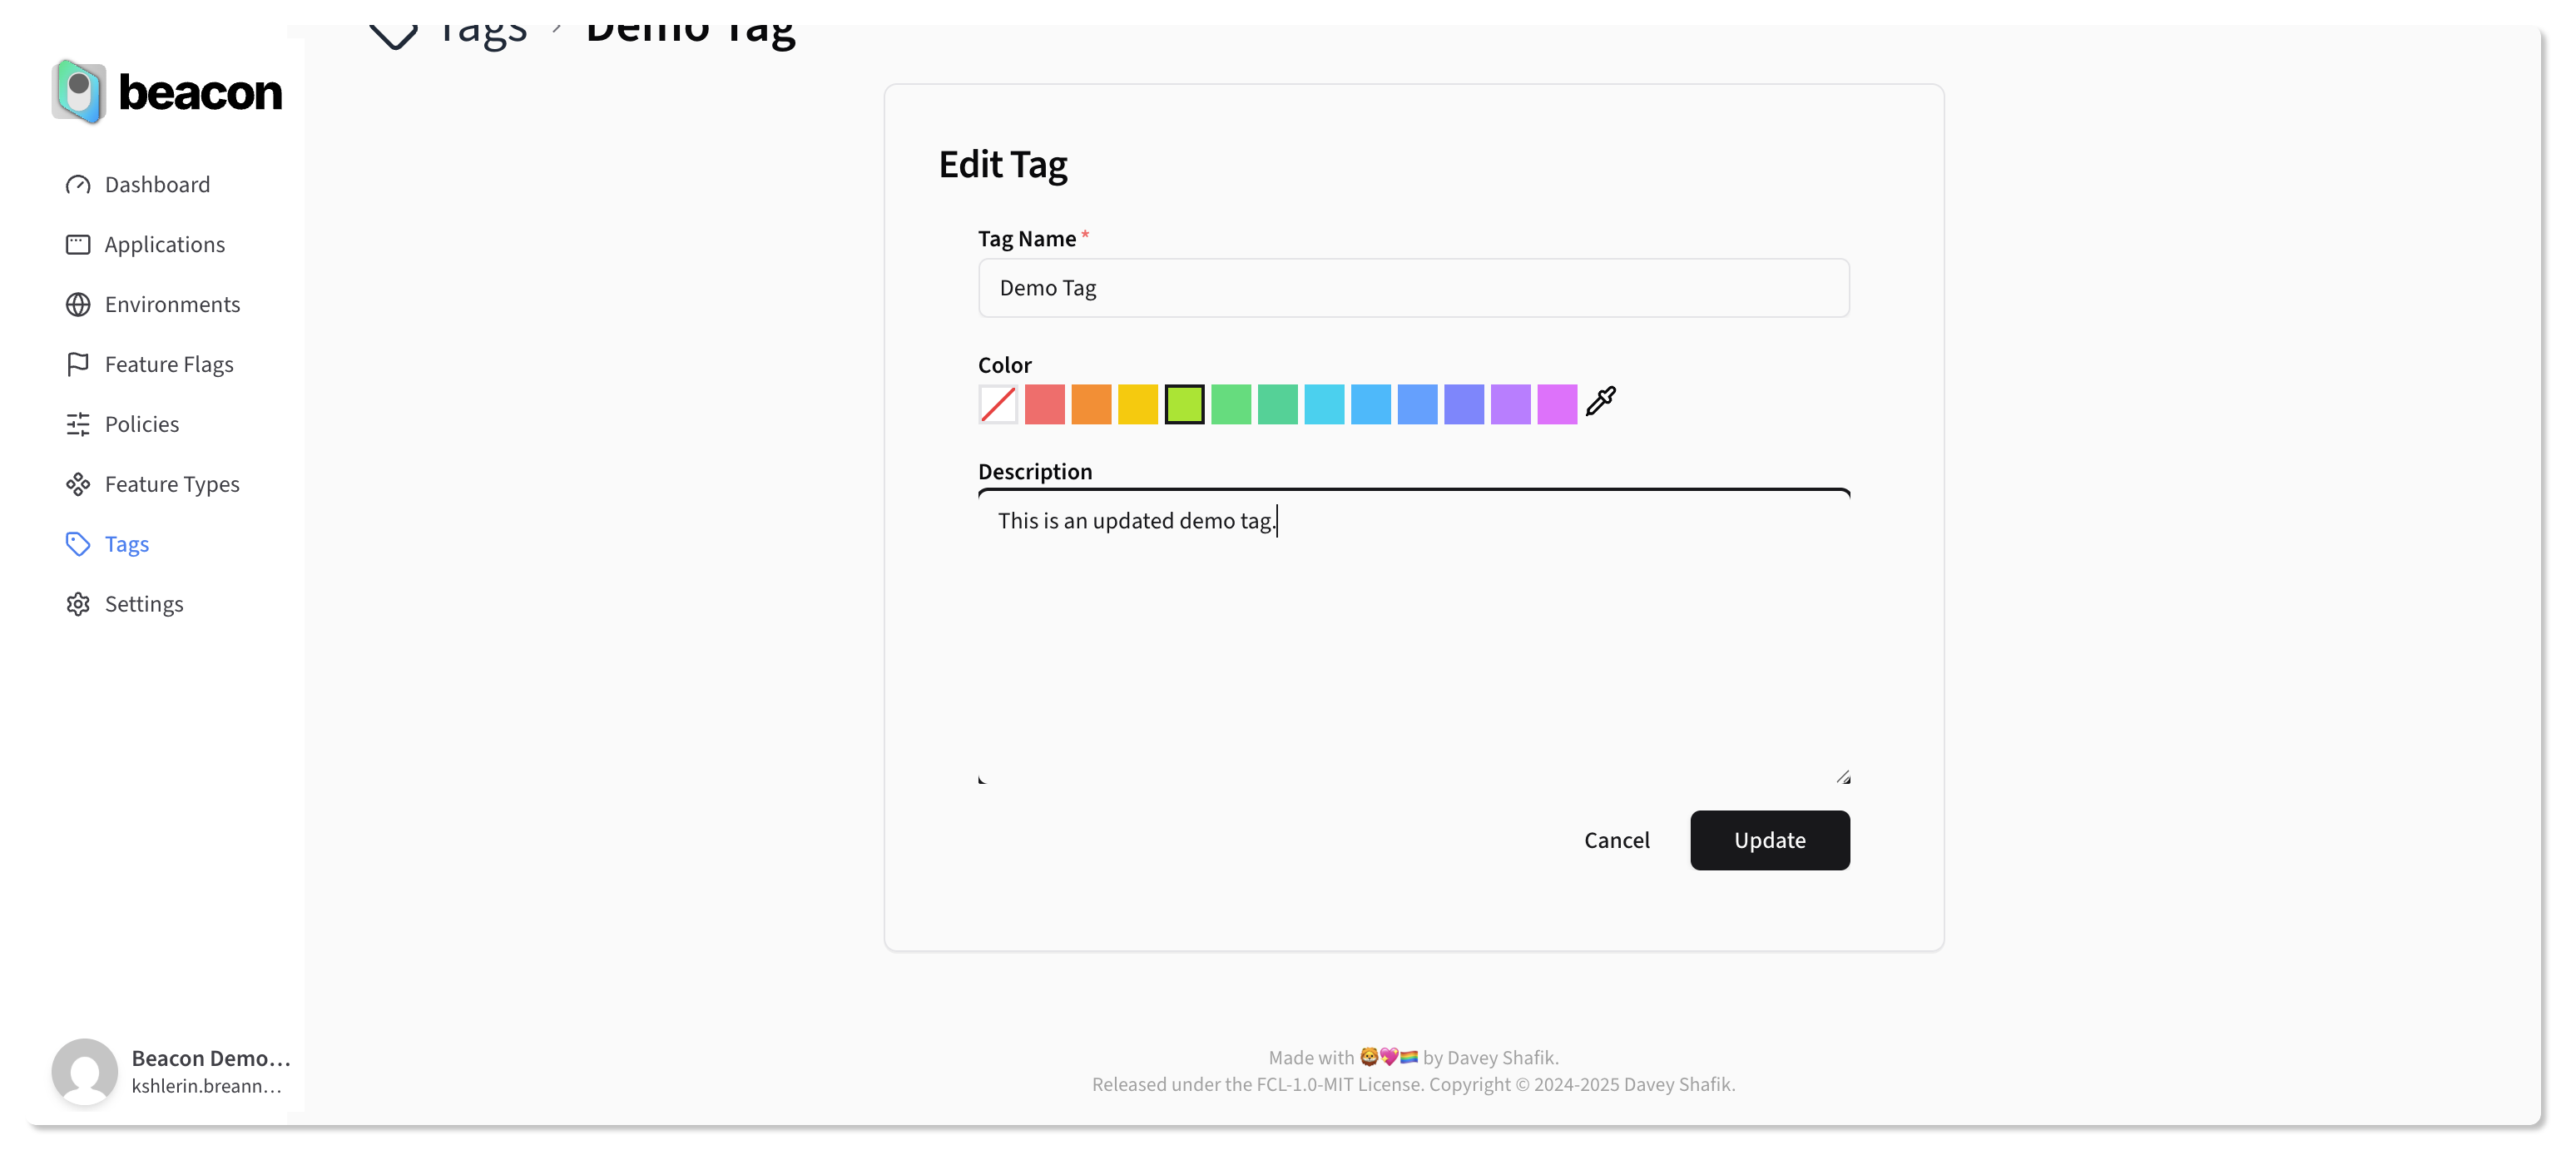 Tags › Demo Tag
beacon
Dashboard
Applications
Environments
Feature Flags
Policies
Feature Types
Tags
Settings
Edit Tag
Tag Name *
Demo Tag
Color
Description
This is an updated demo tag.
Cancel
Update
Beacon Demo…
kshlerin.breann…
Made with 🦁💖🏳️‍🌈 by Davey Shafik.
Released under the FCL-1.0-MIT License. Copyright © 2024-2025 Davey Shafik.